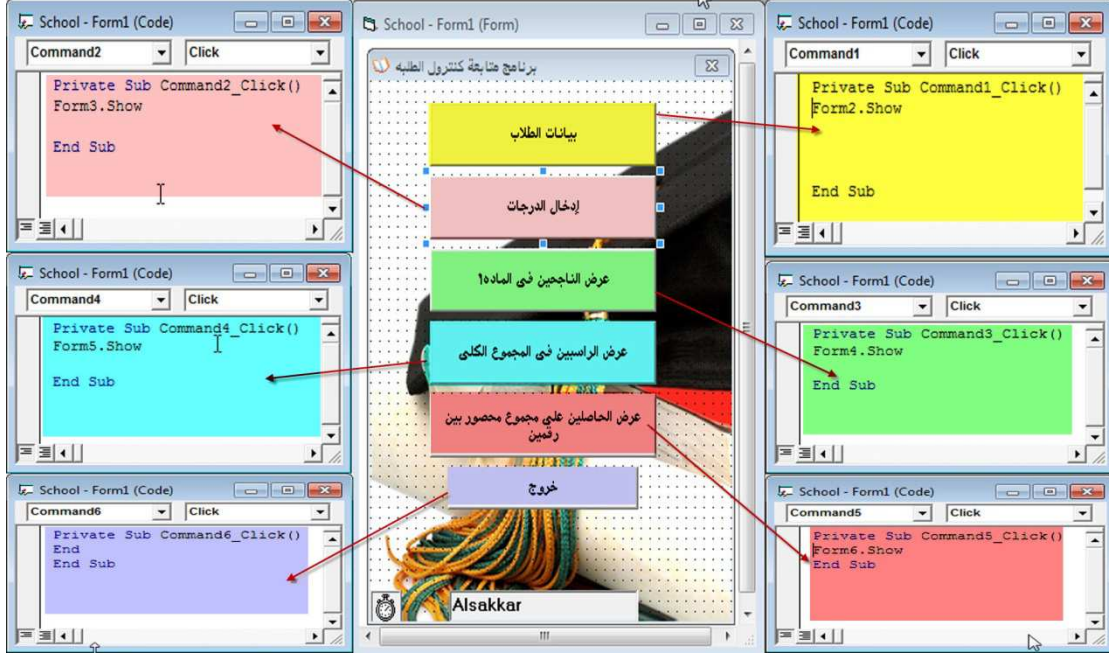 School - Form1 (Code)
Command2
Click
Private Sub Command2_Click()
Form3.Show
End Sub
School - Form1 (Form)
برنامج متابعة كنترول الطلبه
بيانات الطلاب
إدخال الدرجات
عرض الناجحين فى الماده١
عرض الراسبين فى المجموع الكلى
عرض الحاصلين على مجموع محصور بين
رقمين
خروج
Alsakkar
School - Form1 (Code)
Command1
Click
Private Sub Command1_Click()
Form2.Show
End Sub
School - Form1 (Code)
Command4
Click
Private Sub Command4_Click()
Form5.Show
End Sub
School - Form1 (Code)
Command3
Click
Private Sub Command3_Click()
Form4.Show
End Sub
School - Form1 (Code)
Command6
Click
Private Sub Command6_Click()
End
End Sub
School - Form1 (Code)
Command5
Click
Private Sub Command5_Click()
Form6.Show
End Sub